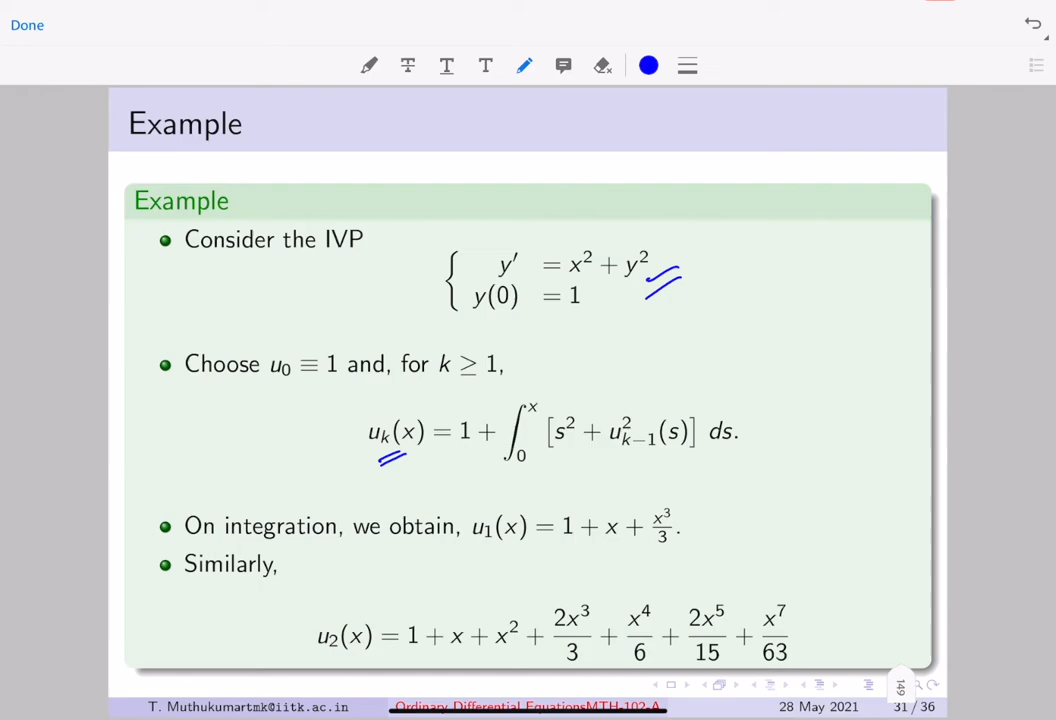 Done
T T T
Example
Example
Consider the IVP
{ y′ = x² + y²
y(0) = 1
Choose u₀ ≡ 1 and, for k ≥ 1,
uₖ(x) = 1 + ∫₀ˣ [s² + u²ₖ₋₁(s)] ds.
On integration, we obtain, u₁(x) = 1 + x + x³/3.
Similarly,
u₂(x) = 1 + x + x² + 2x³/3 + x⁴/6 + 2x⁵/15 + x⁷/63
149
T. Muthukumartmk@iitk.ac.in Ordinary Differential EquationsMTH-102-A 28 May 2021 31 / 36